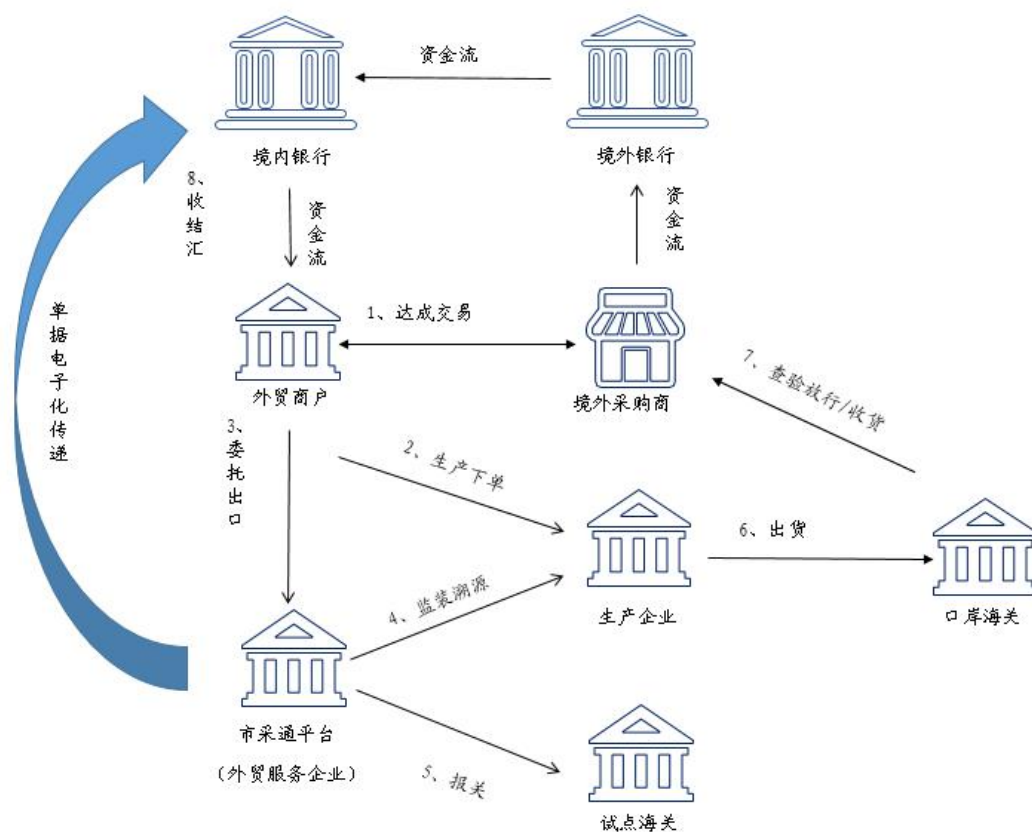 资金流
境内银行
境外银行
8、收结汇
资金流
资金流
单据电子化传递
1、达成交易
外贸商户
境外采购商
7、查验放行/收货
3、委托出口
2、生产下单
6、出货
4、监装溯源
生产企业
口岸海关
市采通平台
（外贸服务企业）
5、报关
试点海关